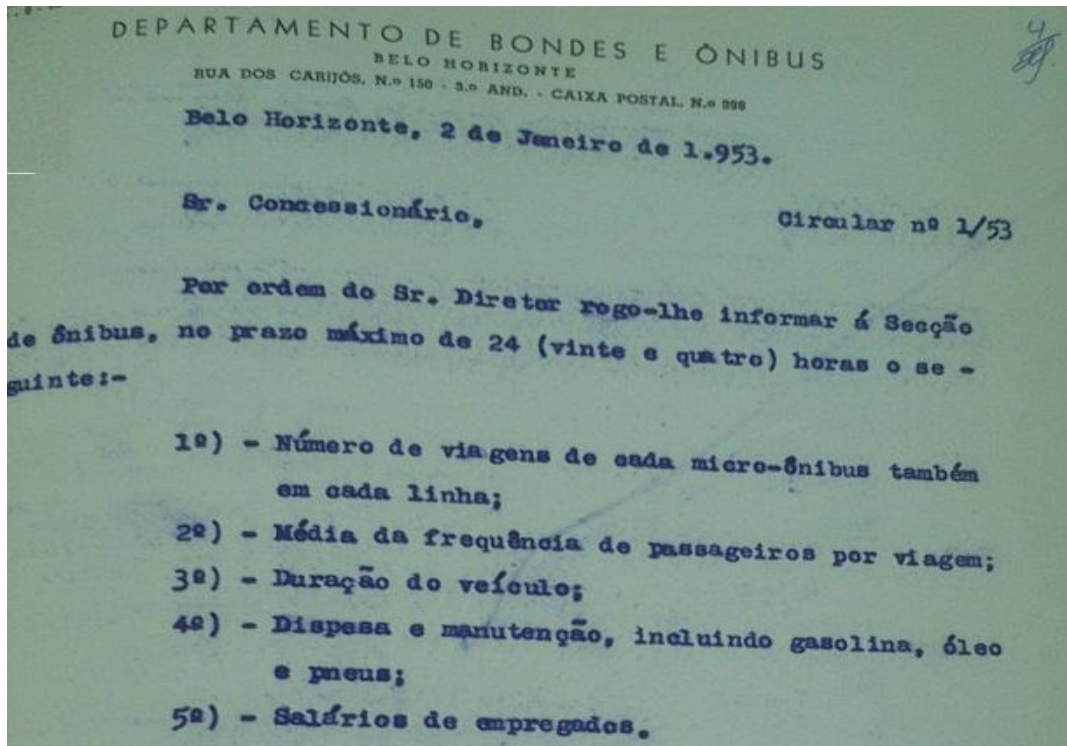 DEPARTAMENTO DE BONDES E ÔNIBUS
BELO HORIZONTE
RUA DOS CARIJÓS, N.º 150 - 3.º AND. - CAIXA POSTAL, N.º 998
Belo Horizonte, 2 de Janeiro de 1.953.
Sr. Concessionário,
Circular nº 1/53
Por ordem do Sr. Diretor rogo-lhe informar á Secção
de ônibus, no prazo máximo de 24 (vinte e quatro) horas o se -
guinte:-
1º) - Número de viagens de cada micro-ônibus também
em cada linha;
2º) - Média da frequência de passageiros por viagem;
3º) - Duração do veículo;
4º) - Dispesa e manutenção, incluindo gasolina, óleo
e pneus;
5º) - Salários de empregados.